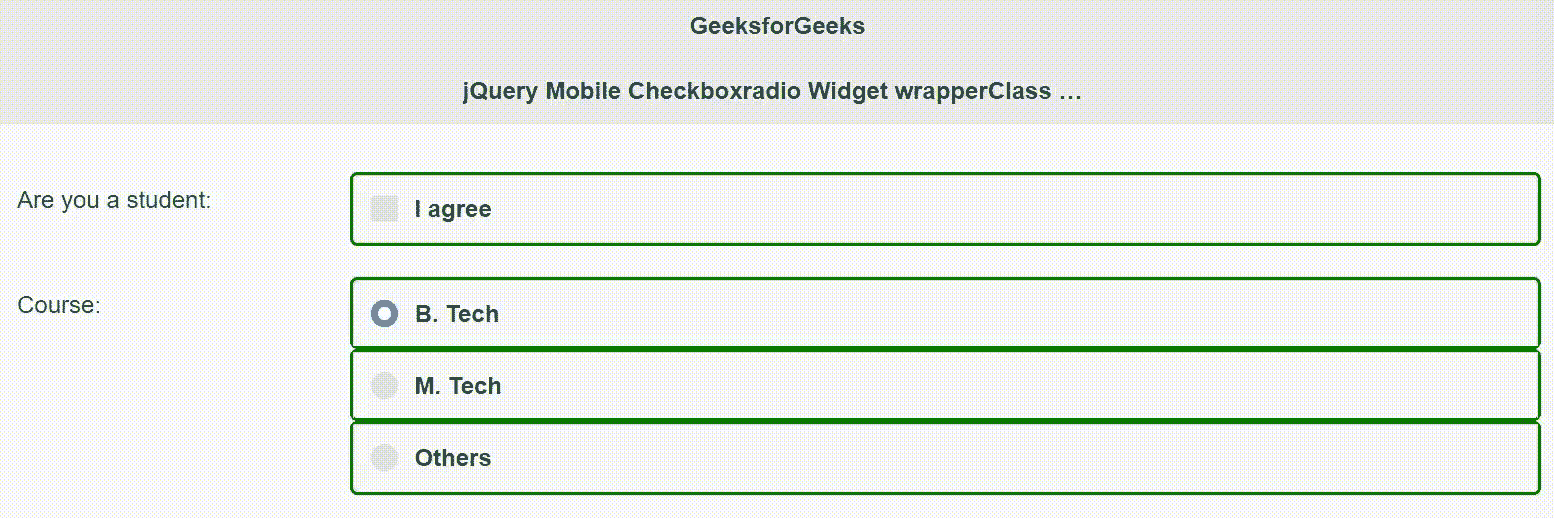 GeeksforGeeks
jQuery Mobile Checkboxradio Widget wrapperClass …
Are you a student:
I agree
Course:
B. Tech
M. Tech
Others